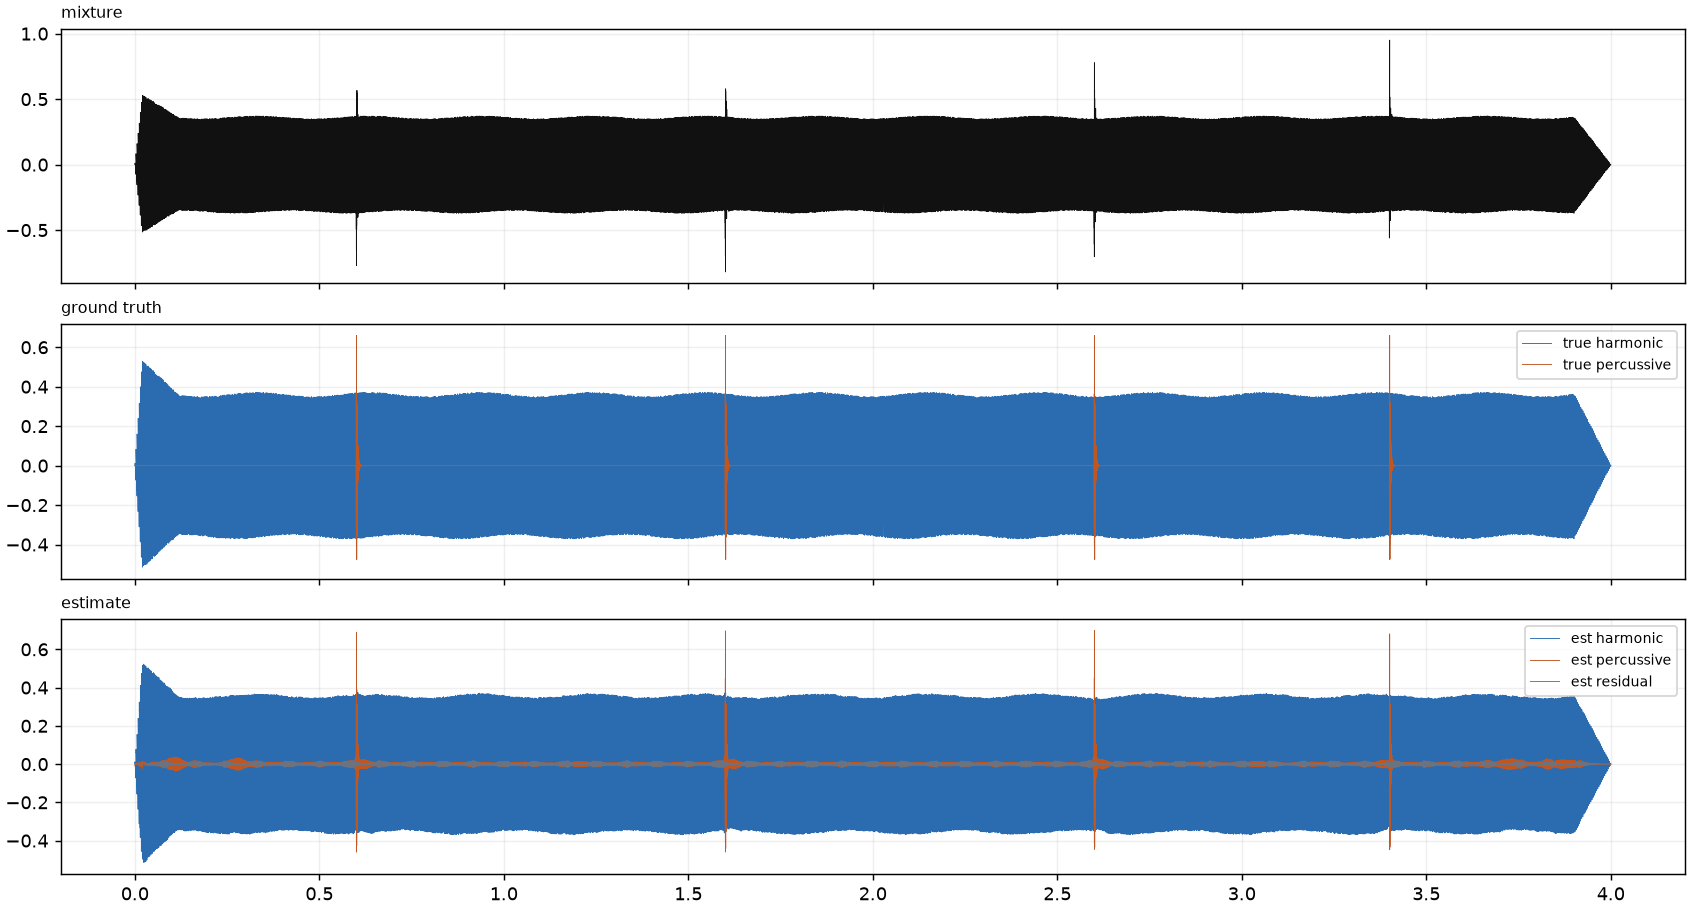 mixture
1.0
0.5
0.0
−0.5
ground truth
0.6
0.4
0.2
0.0
−0.2
−0.4
true harmonic
true percussive
estimate
0.6
0.4
0.2
0.0
−0.2
−0.4
est harmonic
est percussive
est residual
0.0 0.5 1.0 1.5 2.0 2.5 3.0 3.5 4.0